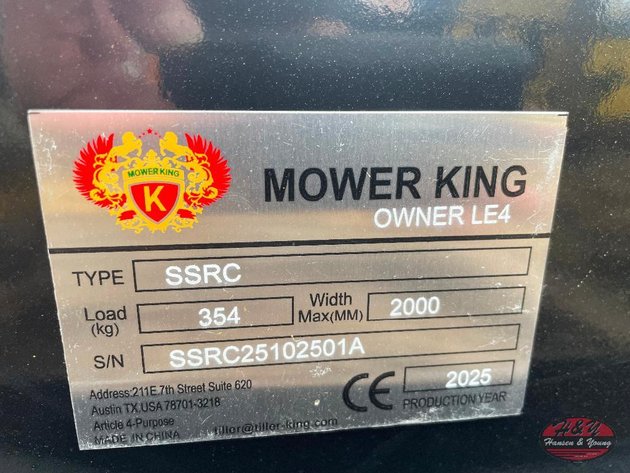 MOWER KING
K
MOWER KING
OWNER LE4
TYPE SSRC
Load (kg) 354 Width Max(MM) 2000
S/N SSRC25102501A
Address:211E.7th Street Suite 620
Austin TX.USA 78701-3218
Article 4-Purpose
MADE IN CHINA
tillor@tillor-king.com
CE 2025
PRODUCTION YEAR
H&Y
Hansen & Young